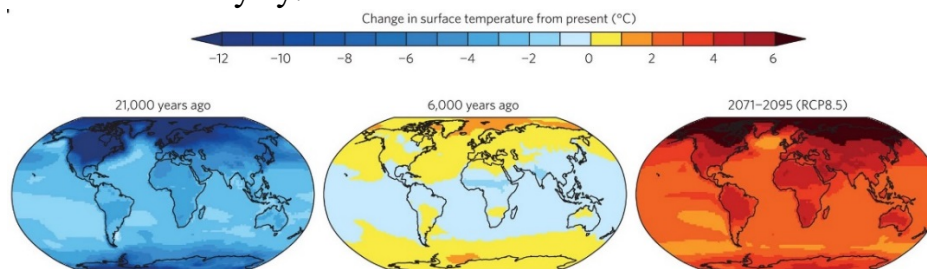 Change in surface temperature from present (°C)
−12 −10 −8 −6 −4 −2 0 2 4 6
21,000 years ago 6,000 years ago 2071–2095 (RCP8.5)